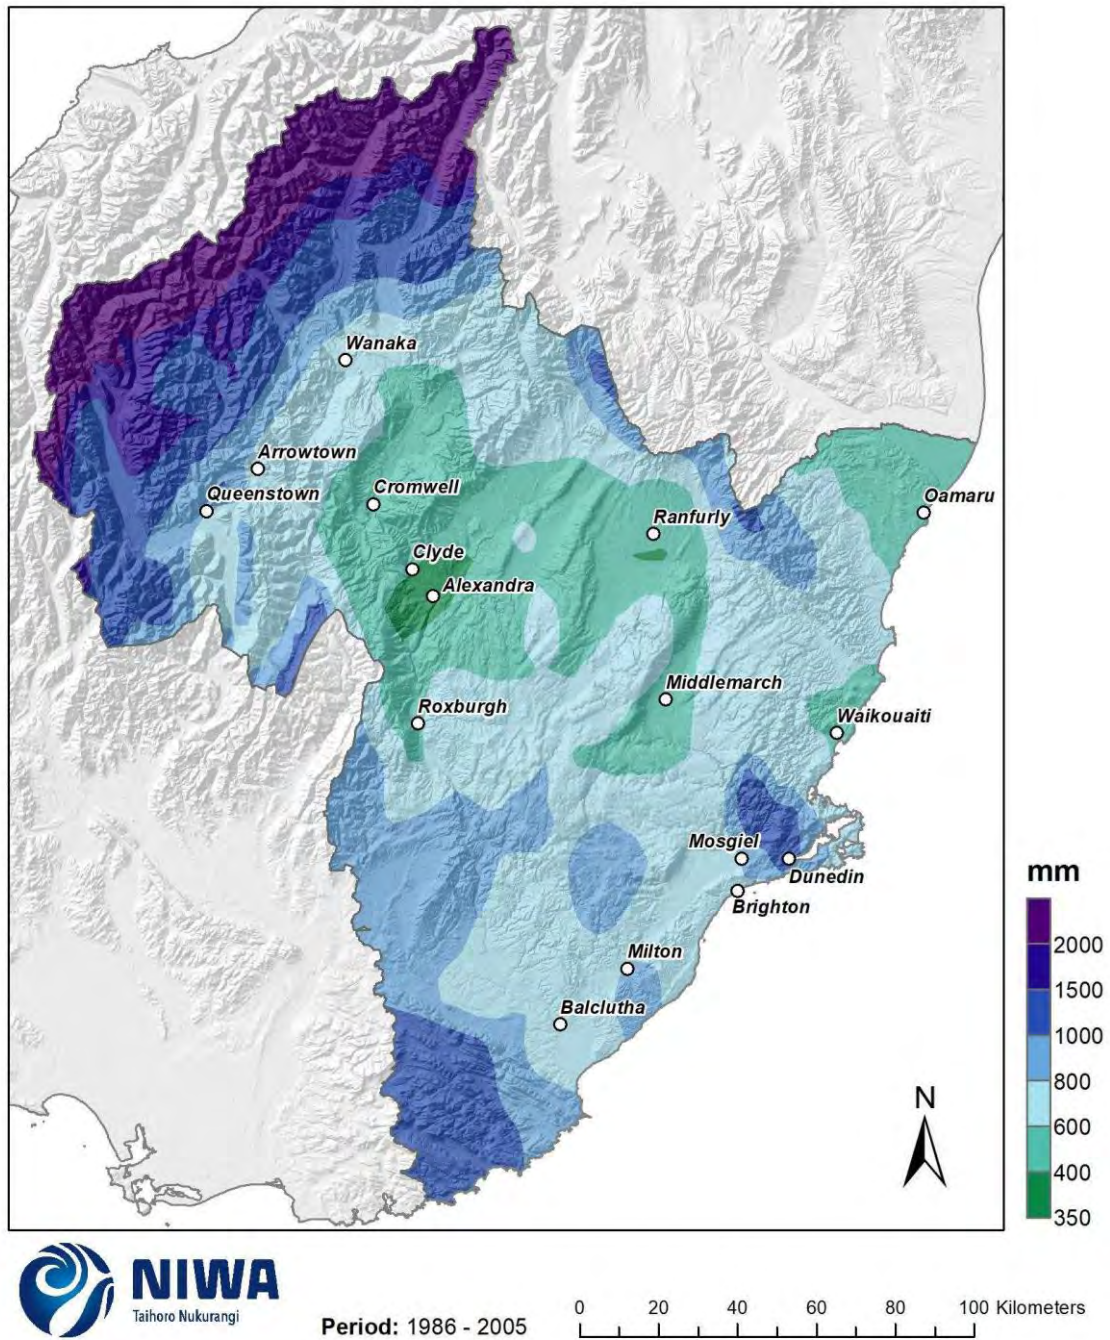 Wanaka
Arrowtown
Queenstown
Cromwell
Ranfurly
Oamaru
Clyde
Alexandra
Middlemarch
Roxburgh
Waikouaiti
Mosgiel
Dunedin
Brighton
Milton
Balclutha
mm
2000
1500
1000
800
600
400
350
N
NIWA
Taihoro Nukurangi
Period: 1986 - 2005
0 20 40 60 80 100 Kilometers